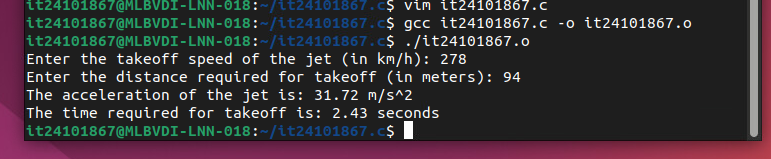 it24101867@MLBVDI-LNN-018:~/it24101867.c$ vim it24101867.c
it24101867@MLBVDI-LNN-018:~/it24101867.c$ gcc it24101867.c -o it24101867.o
it24101867@MLBVDI-LNN-018:~/it24101867.c$ ./it24101867.o
Enter the takeoff speed of the jet (in km/h): 278
Enter the distance required for takeoff (in meters): 94
The acceleration of the jet is: 31.72 m/s^2
The time required for takeoff is: 2.43 seconds
it24101867@MLBVDI-LNN-018:~/it24101867.c$